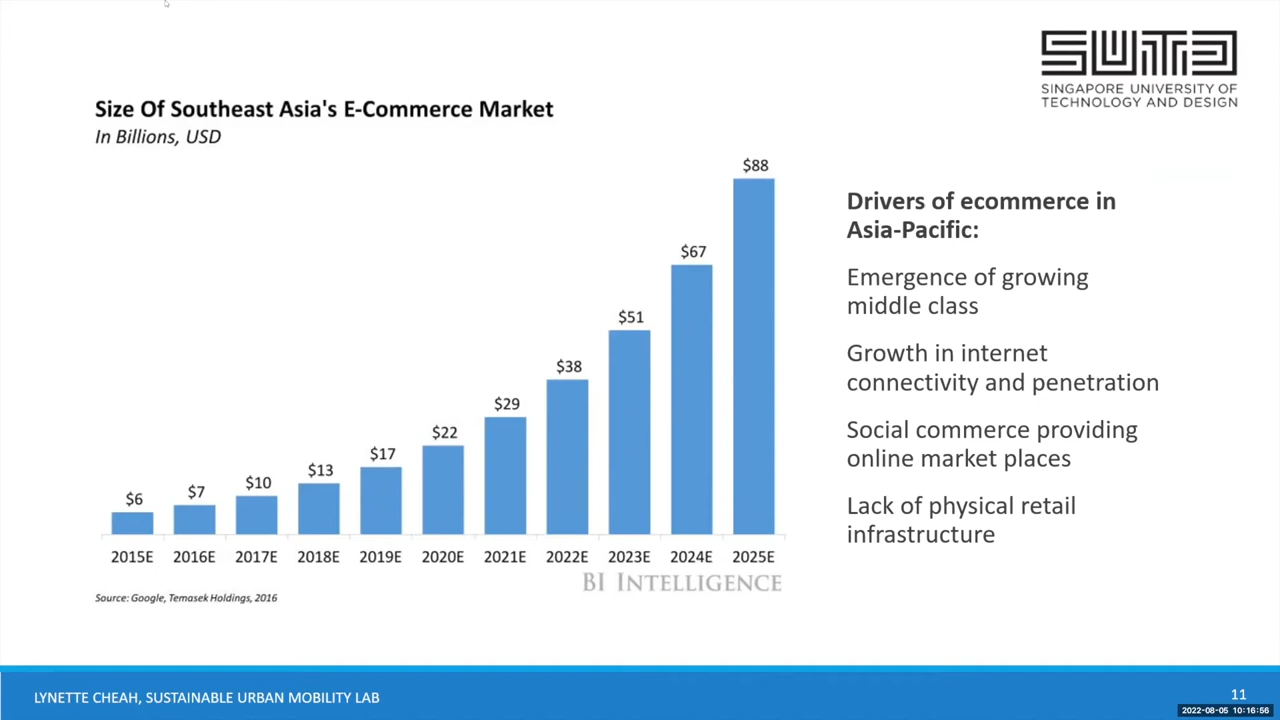 SUTD
SINGAPORE UNIVERSITY OF
TECHNOLOGY AND DESIGN
Size Of Southeast Asia's E-Commerce Market
In Billions, USD
$6
$7
$10
$13
$17
$22
$29
$38
$51
$67
$88
2015E 2016E 2017E 2018E 2019E 2020E 2021E 2022E 2023E 2024E 2025E
BI INTELLIGENCE
Source: Google, Temasek Holdings, 2016
Drivers of ecommerce in
Asia-Pacific:
Emergence of growing
middle class
Growth in internet
connectivity and penetration
Social commerce providing
online market places
Lack of physical retail
infrastructure
LYNETTE CHEAH, SUSTAINABLE URBAN MOBILITY LAB
11
2022-08-05 10:16:56